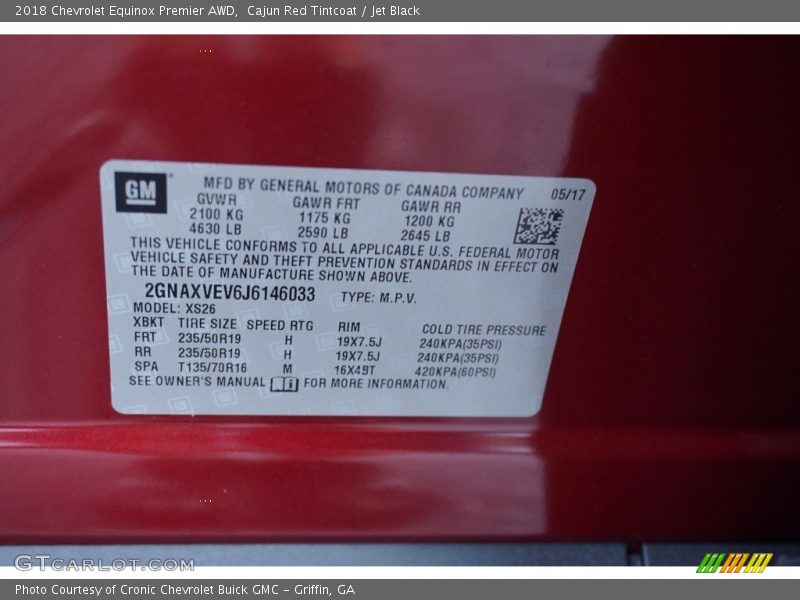 2018 Chevrolet Equinox Premier AWD,  Cajun Red Tintcoat / Jet Black
GM
MFD BY GENERAL MOTORS OF CANADA COMPANY 05/17
GVWR GAWR FRT GAWR RR
2100 KG 1175 KG 1200 KG
4630 LB 2590 LB 2645 LB
THIS VEHICLE CONFORMS TO ALL APPLICABLE U.S. FEDERAL MOTOR
VEHICLE SAFETY AND THEFT PREVENTION STANDARDS IN EFFECT ON
THE DATE OF MANUFACTURE SHOWN ABOVE.
2GNAXVEV6J6146033 TYPE: M.P.V.
MODEL: XS26
XBKT TIRE SIZE SPEED RTG RIM COLD TIRE PRESSURE
FRT 235/50R19 H 19X7.5J 240KPA(35PSI)
RR 235/50R19 H 19X7.5J 240KPA(35PSI)
SPA T135/70R16 M 16X4BT 420KPA(60PSI)
SEE OWNER'S MANUAL i FOR MORE INFORMATION.
GTCARLOT.COM
Photo Courtesy of Cronic Chevrolet Buick GMC – Griffin, GA